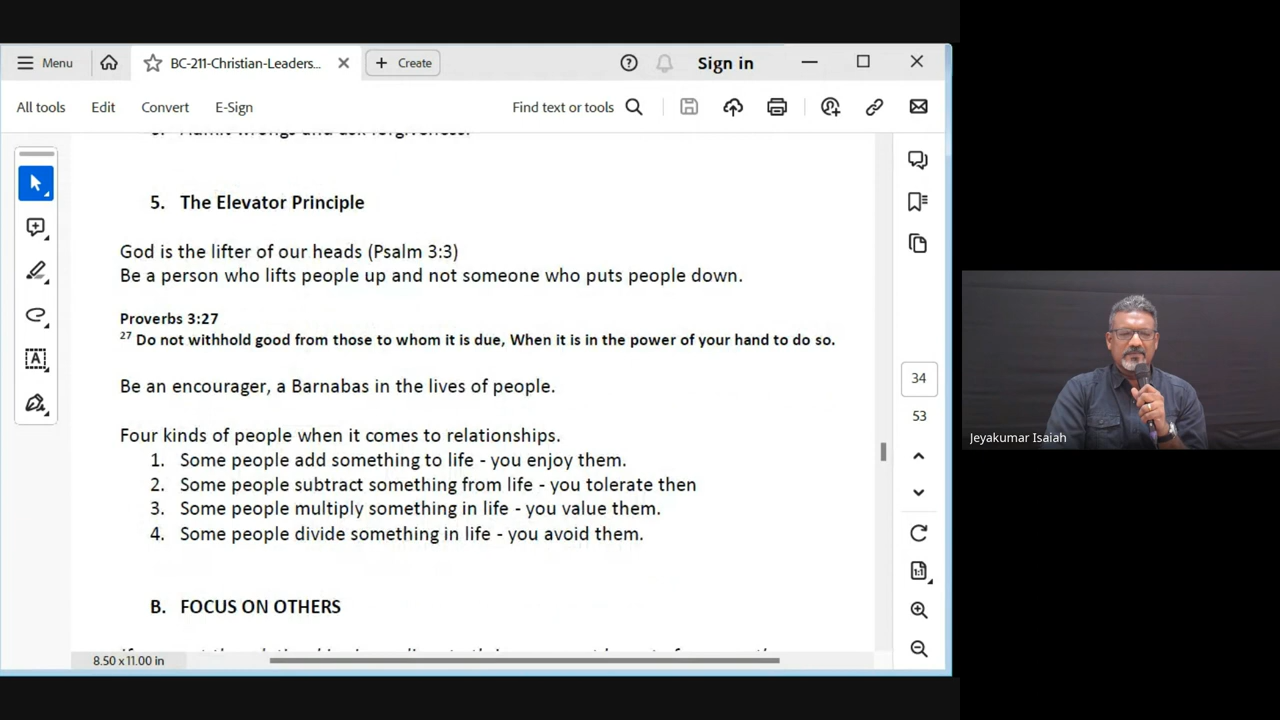 Menu
BC-211-Christian-Leaders...
Create
Sign in
All tools
Edit
Convert
E-Sign
Find text or tools
5. The Elevator Principle
God is the lifter of our heads (Psalm 3:3)
Be a person who lifts people up and not someone who puts people down.
Proverbs 3:27
27 Do not withhold good from those to whom it is due, When it is in the power of your hand to do so.
Be an encourager, a Barnabas in the lives of people.
Four kinds of people when it comes to relationships.
1. Some people add something to life - you enjoy them.
2. Some people subtract something from life - you tolerate then
3. Some people multiply something in life - you value them.
4. Some people divide something in life - you avoid them.
B. FOCUS ON OTHERS
8.50 x 11.00 in
34
53
1:1
Jeyakumar Isaiah